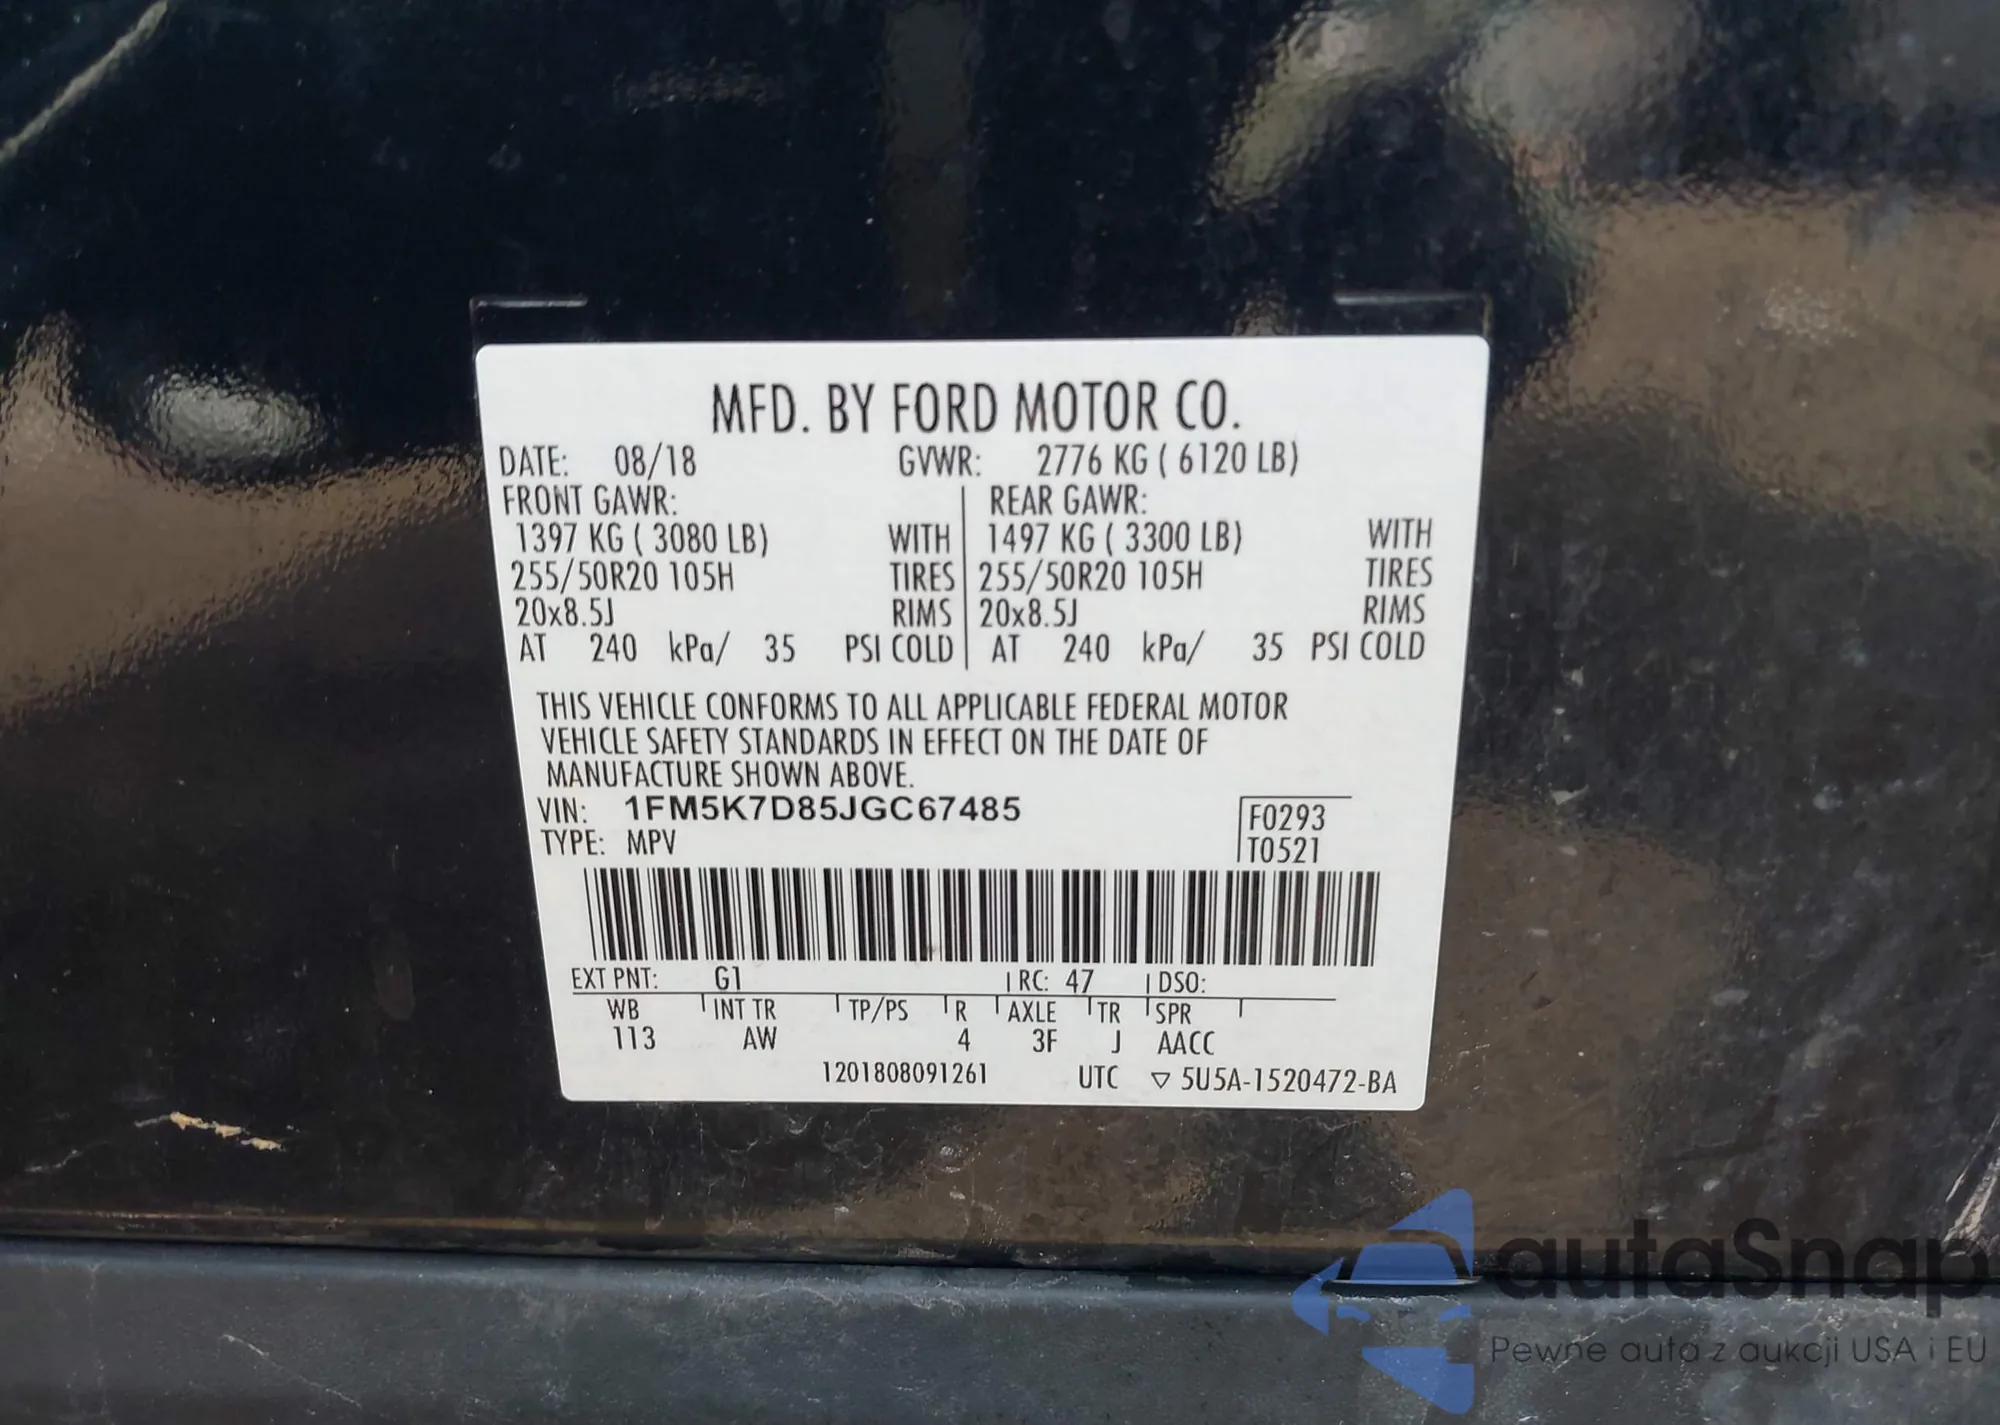 MFD. BY FORD MOTOR CO.
DATE: 08/18 GVWR: 2776 KG ( 6120 LB)
FRONT GAWR: REAR GAWR:
1397 KG ( 3080 LB) WITH 1497 KG ( 3300 LB) WITH
255/50R20 105H TIRES 255/50R20 105H TIRES
20x8.5J RIMS 20x8.5J RIMS
AT 240 kPa/ 35 PSI COLD AT 240 kPa/ 35 PSI COLD
THIS VEHICLE CONFORMS TO ALL APPLICABLE FEDERAL MOTOR
VEHICLE SAFETY STANDARDS IN EFFECT ON THE DATE OF
MANUFACTURE SHOWN ABOVE.
VIN: 1FM5K7D85JGC67485 F0293
TYPE: MPV T0521
EXT PNT: G1 RC: 47 DSO:
WB INT TR TP/PS R AXLE TR SPR
113 AW 4 3F J AACC
1201808091261 UTC ▽ 5U5A-1520472-BA
autaSnap
Pewne auta z aukcji USA i EU